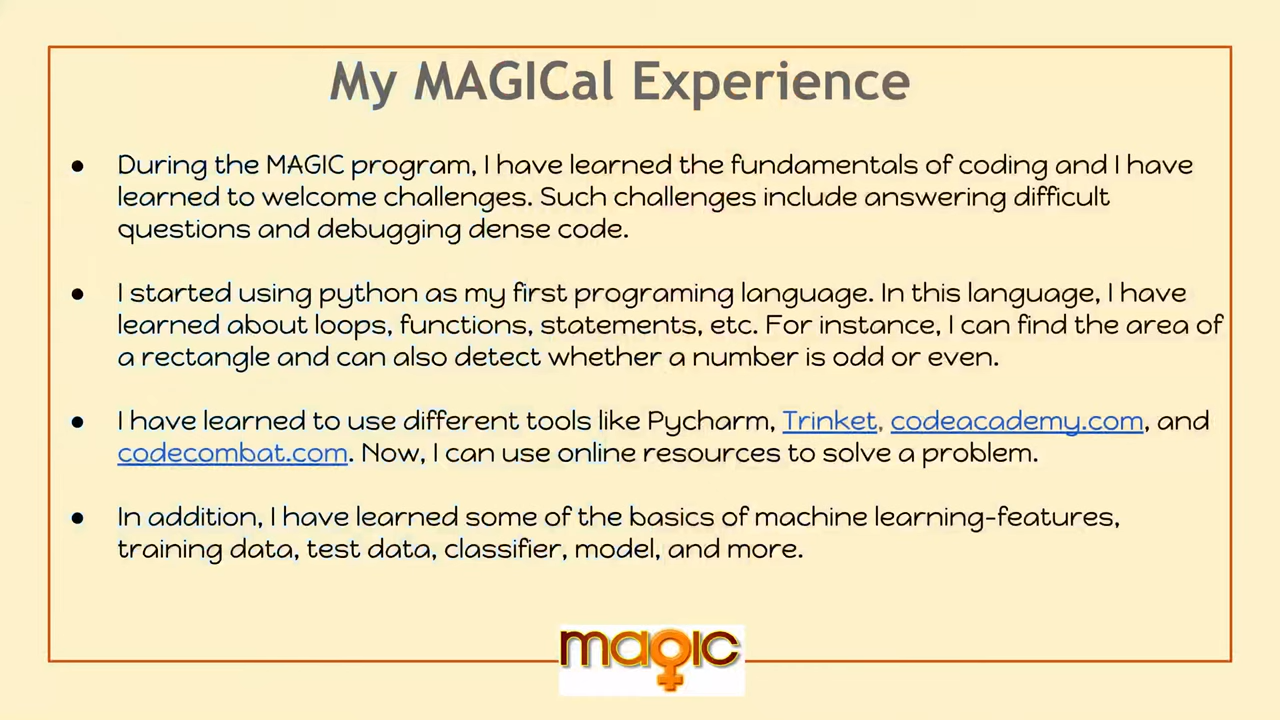 My MAGICal Experience
● During the MAGIC program, I have learned the fundamentals of coding and I have
learned to welcome challenges. Such challenges include answering difficult
questions and debugging dense code.
● I started using python as my first programing language. In this language, I have
learned about loops, functions, statements, etc. For instance, I can find the area of
a rectangle and can also detect whether a number is odd or even.
● I have learned to use different tools like Pycharm, Trinket, codeacademy.com, and
codecombat.com. Now, I can use online resources to solve a problem.
● In addition, I have learned some of the basics of machine learning-features,
training data, test data, classifier, model, and more.
magic